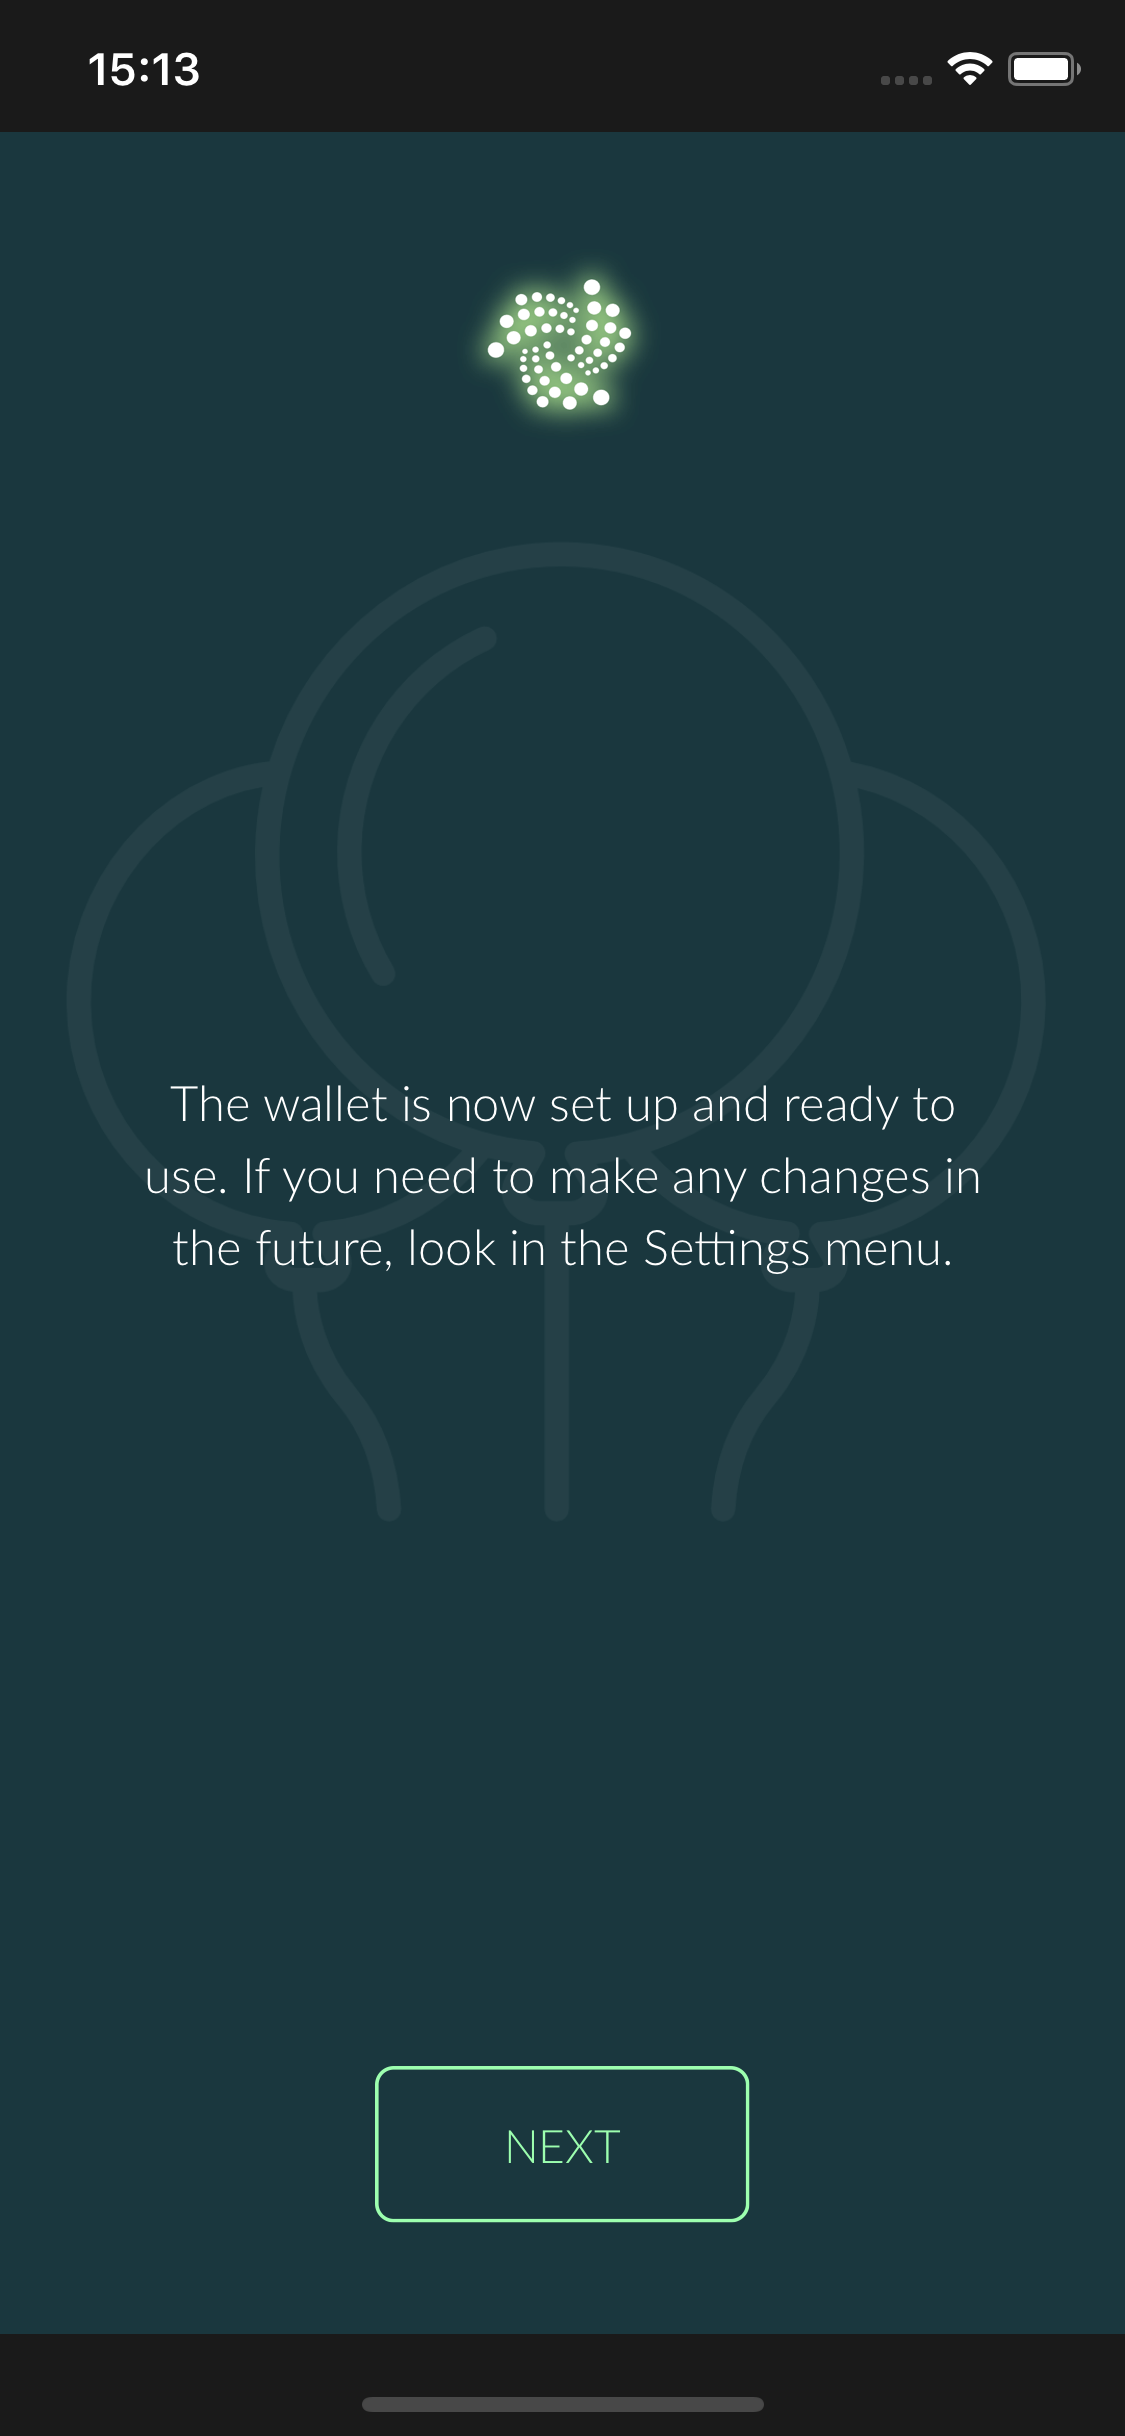 15:13
The wallet is now set up and ready to
use. If you need to make any changes in
the future, look in the Settings menu.
NEXT